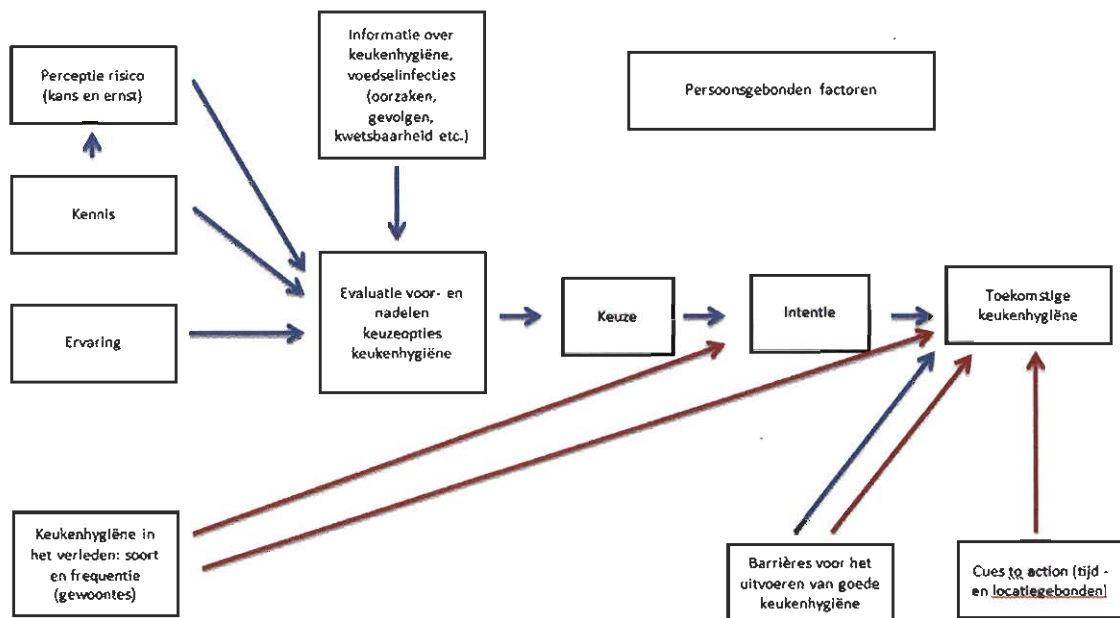 Perceptie risico
(kans en ernst)
Informatie over
keukenhygiëne,
voedselinfecties
(oorzaken,
gevolgen,
kwetsbaarheid etc.)
Persoonsgebonden factoren
Kennis
Ervaring
Evaluatie voor- en
nadelen
keuzeopties
keukenhygiëne
Keuze
Intentie
Toekomstige
keukenhygiëne
Keukenhygiëne in
het verleden: soort
en frequentie
(gewoontes)
Barrières voor het
uitvoeren van goede
keukenhygiëne
Cues to action (tijd -
en locatiegebonden)